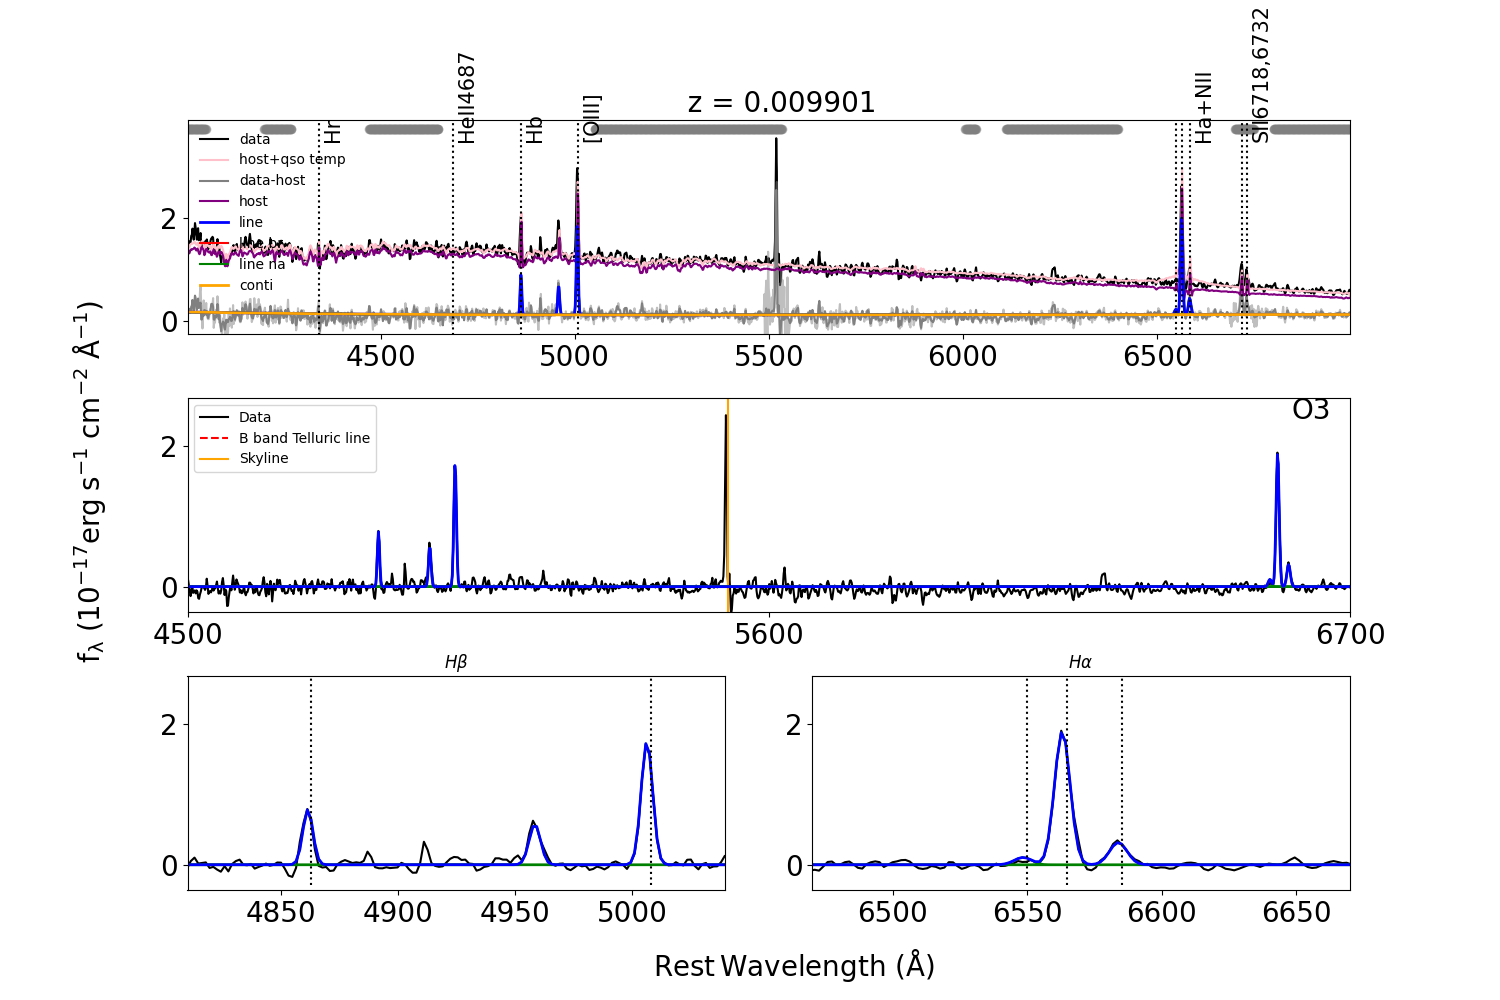 z = 0.009901
Hr
HeII4687
Hb
[OIII]
Ha+NII
SII6718,6732
data
host+qso temp
data-host
host
line
line na
conti
2
0
4500
5000
5500
6000
6500
fλ (10⁻¹⁷erg s⁻¹ cm⁻² Å⁻¹)
O3
Data
B band Telluric line
Skyline
2
0
4500
5600
6700
Hβ
2
0
4850
4900
4950
5000
Hα
2
0
6500
6550
6600
6650
Rest Wavelength (Å)